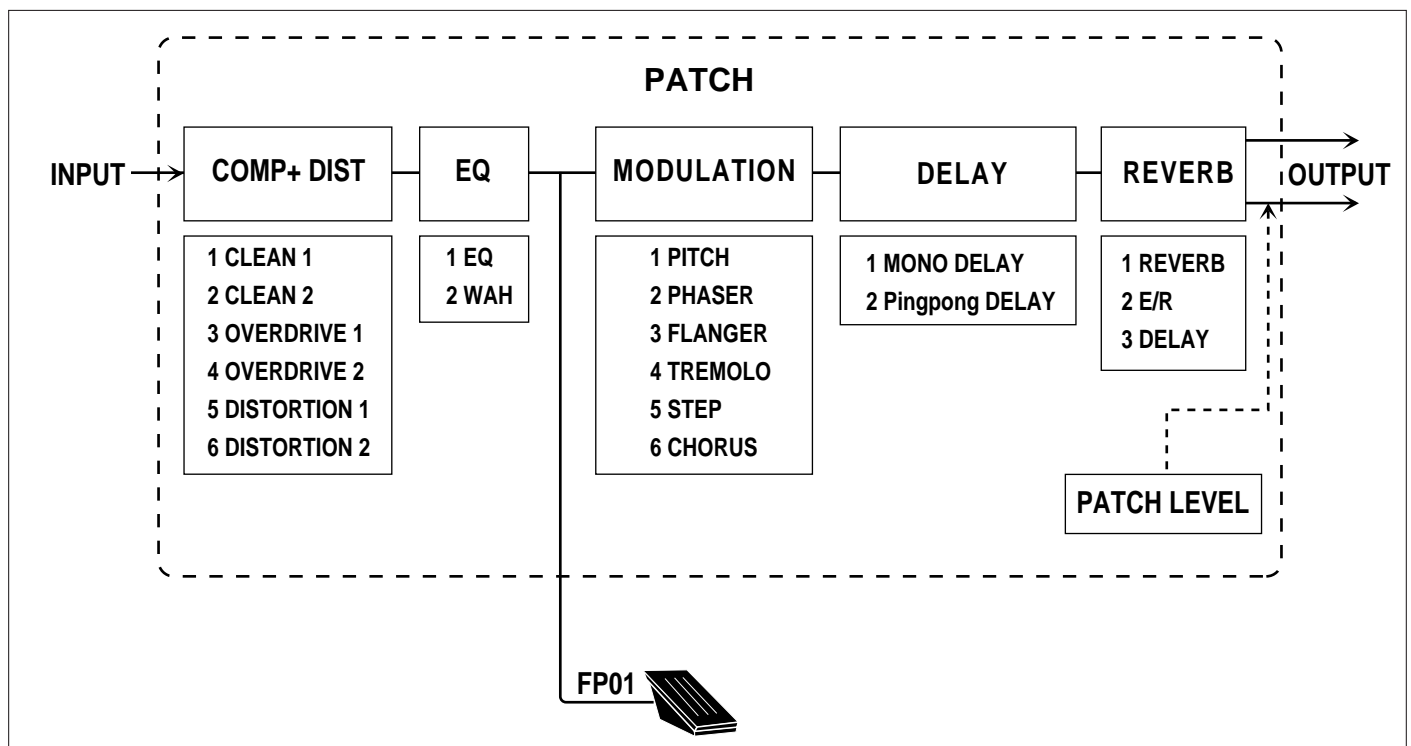 PATCH
INPUT
COMP+ DIST
EQ
MODULATION
DELAY
REVERB
OUTPUT
1 CLEAN 1
2 CLEAN 2
3 OVERDRIVE 1
4 OVERDRIVE 2
5 DISTORTION 1
6 DISTORTION 2
1 EQ
2 WAH
1 PITCH
2 PHASER
3 FLANGER
4 TREMOLO
5 STEP
6 CHORUS
1 MONO DELAY
2 Pingpong DELAY
1 REVERB
2 E/R
3 DELAY
PATCH LEVEL
FP01